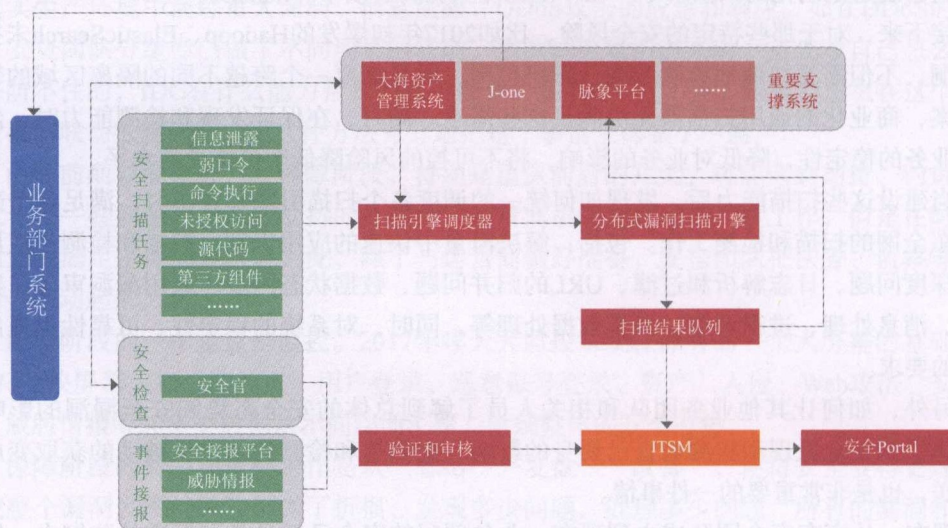 大海资产
管理系统
J-one
脉象平台
……
重要支
撑系统
业务部门系统
安全扫描任务
信息泄露
弱口令
命令执行
未授权访问
源代码
第三方组件
……
扫描引擎调度器
分布式漏洞扫描引擎
扫描结果队列
安全检查
安全官
事件接报
安全接报平台
威胁情报
……
验证和审核
ITSM
安全Portal